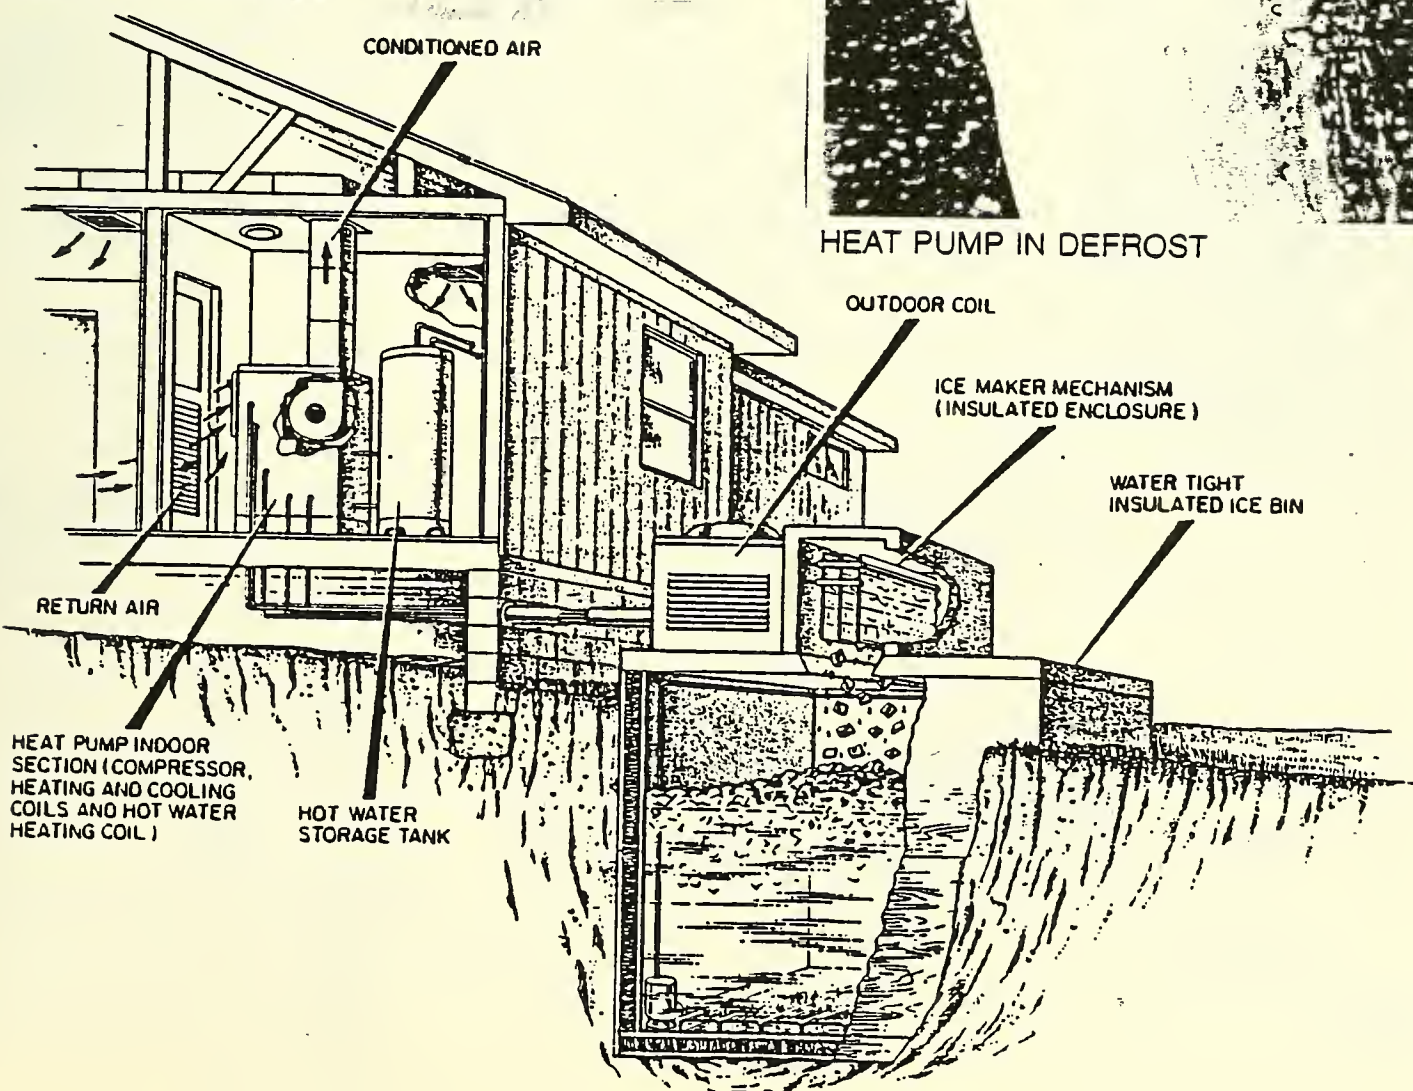 CONDITIONED AIR
HEAT PUMP IN DEFROST
OUTDOOR COIL
ICE MAKER MECHANISM
(INSULATED ENCLOSURE)
WATER TIGHT
INSULATED ICE BIN
RETURN AIR
HEAT PUMP INDOOR
SECTION (COMPRESSOR,
HEATING AND COOLING
COILS AND HOT WATER
HEATING COIL)
HOT WATER
STORAGE TANK